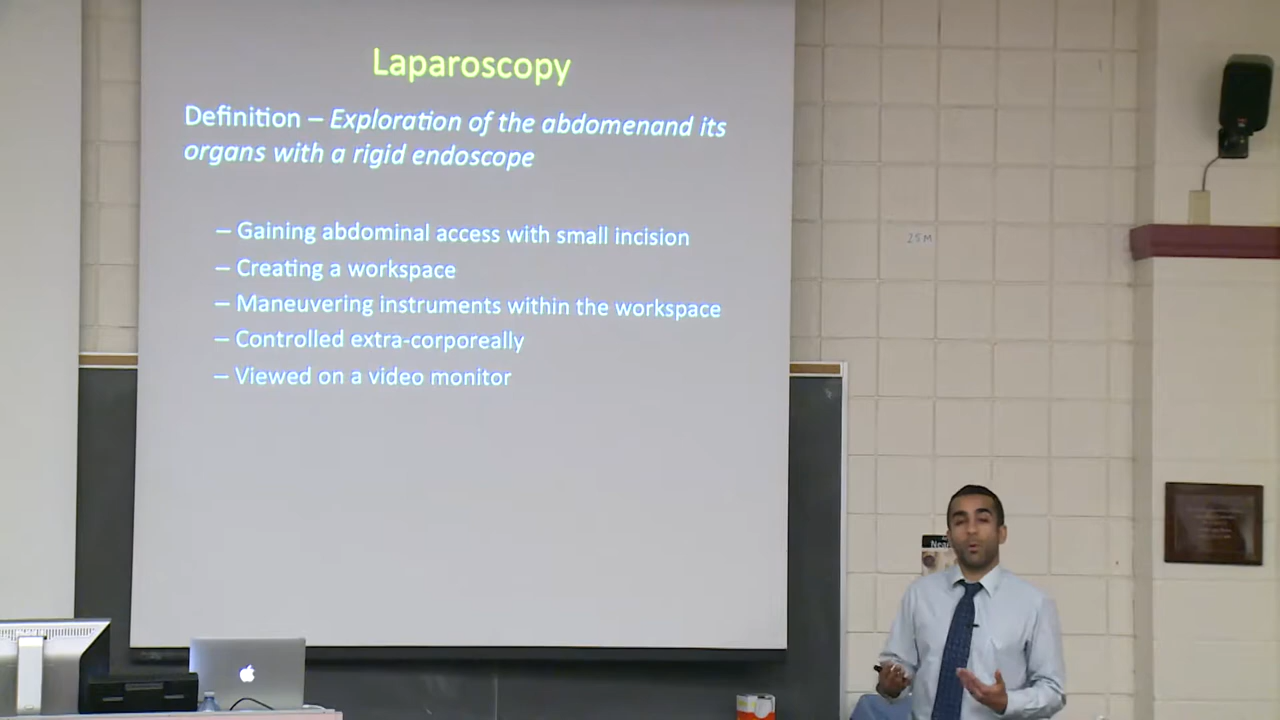 Laparoscopy
Definition – Exploration of the abdomenand its
organs with a rigid endoscope
– Gaining abdominal access with small incision
– Creating a workspace
– Maneuvering instruments within the workspace
– Controlled extra-corporeally
– Viewed on a video monitor
25M